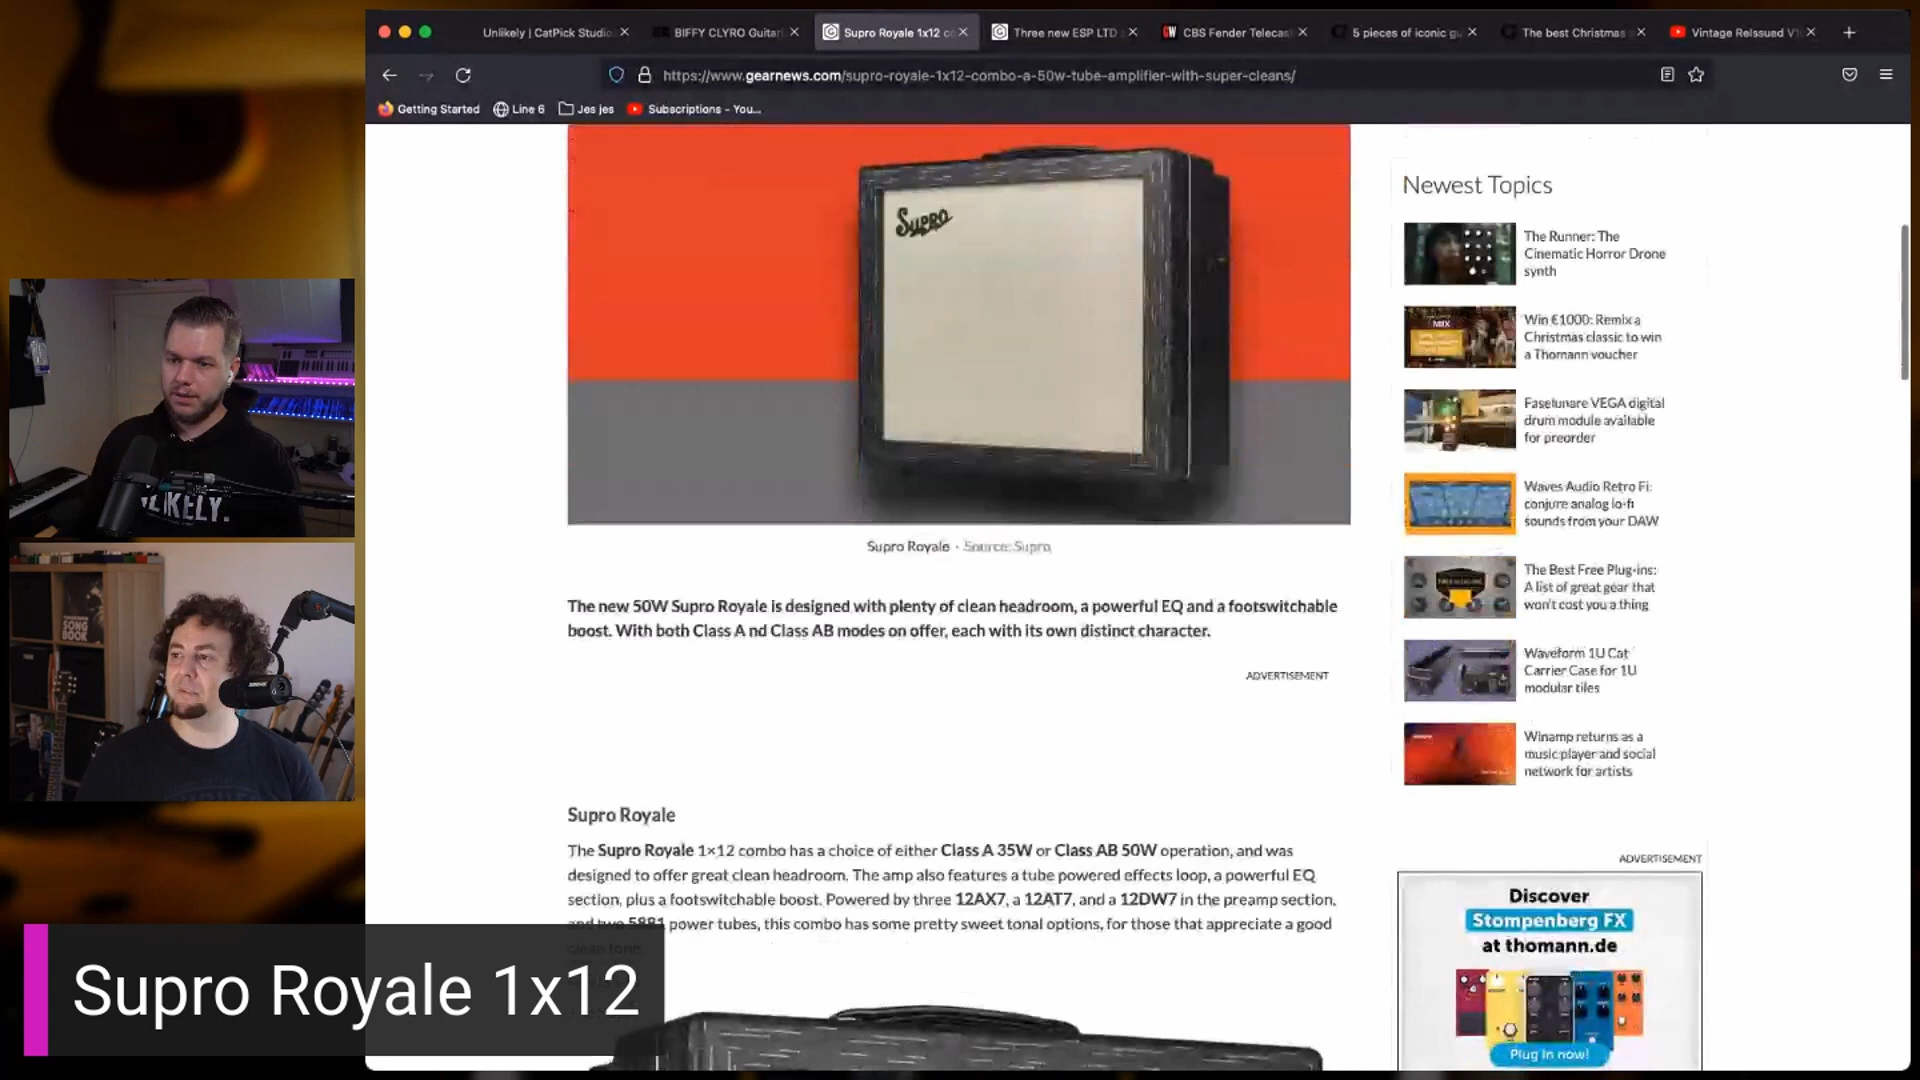 Unlikely | CatPick Studio
BIFFY CLYRO Guitari
Supro Royale 1x12 co
Three new ESP LTD s
CBS Fender Telecas
5 pieces of iconic gu
The best Christmas
Vintage ReIssued V1
https://www.gearnews.com/supro-royale-1x12-combo-a-50w-tube-amplifier-with-super-cleans/
Getting Started
Line 6
Jes jes
Subscriptions - You...
SUPRO
Supro Royale · Source: Supro
The new 50W Supro Royale is designed with plenty of clean headroom, a powerful EQ and a footswitchable
boost. With both Class A nd Class AB modes on offer, each with its own distinct character.
ADVERTISEMENT
Supro Royale
The Supro Royale 1×12 combo has a choice of either Class A 35W or Class AB 50W operation, and was
designed to offer great clean headroom. The amp also features a tube powered effects loop, a powerful EQ
section, plus a footswitchable boost. Powered by three 12AX7, a 12AT7, and a 12DW7 in the preamp section,
and two 5881 power tubes, this combo has some pretty sweet tonal options, for those that appreciate a good
clean tone.
Newest Topics
The Runner: The
Cinematic Horror Drone
synth
MIX
Win €1000: Remix a
Christmas classic to win
a Thomann voucher
Faselunare VEGA digital
drum module available
for preorder
Waves Audio Retro Fi:
conjure analog lo-fi
sounds from your DAW
The Best Free Plug-ins:
A list of great gear that
won't cost you a thing
Waveform 1U Cat
Carrier Case for 1U
modular tiles
Winamp returns as a
music player and social
network for artists
ADVERTISEMENT
Discover
Stompenberg FX
at thomann.de
Plug in now!
LIKELY.
SONG
BOOK
Supro Royale 1x12